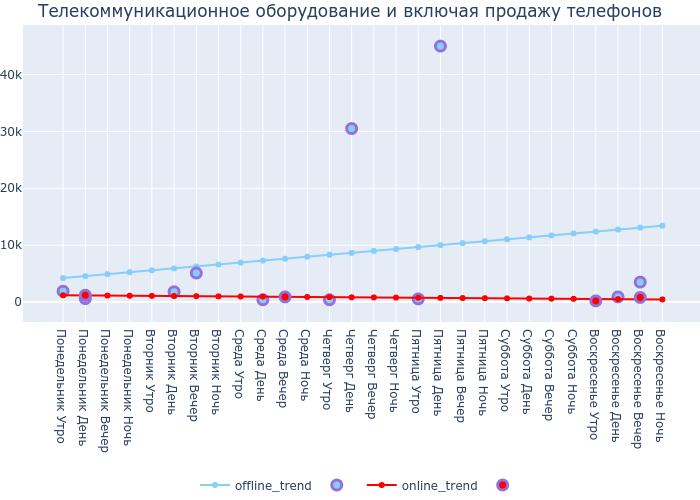 Телекоммуникационное оборудование и включая продажу телефонов
40k
30k
20k
10k
0
Понедельник Утро
Понедельник День
Понедельник Вечер
Понедельник Ночь
Вторник Утро
Вторник День
Вторник Вечер
Вторник Ночь
Среда Утро
Среда День
Среда Вечер
Среда Ночь
Четверг Утро
Четверг День
Четверг Вечер
Четверг Ночь
Пятница Утро
Пятница День
Пятница Вечер
Пятница Ночь
Суббота Утро
Суббота День
Суббота Вечер
Суббота Ночь
Воскресенье Утро
Воскресенье День
Воскресенье Вечер
Воскресенье Ночь
offline_trend
online_trend